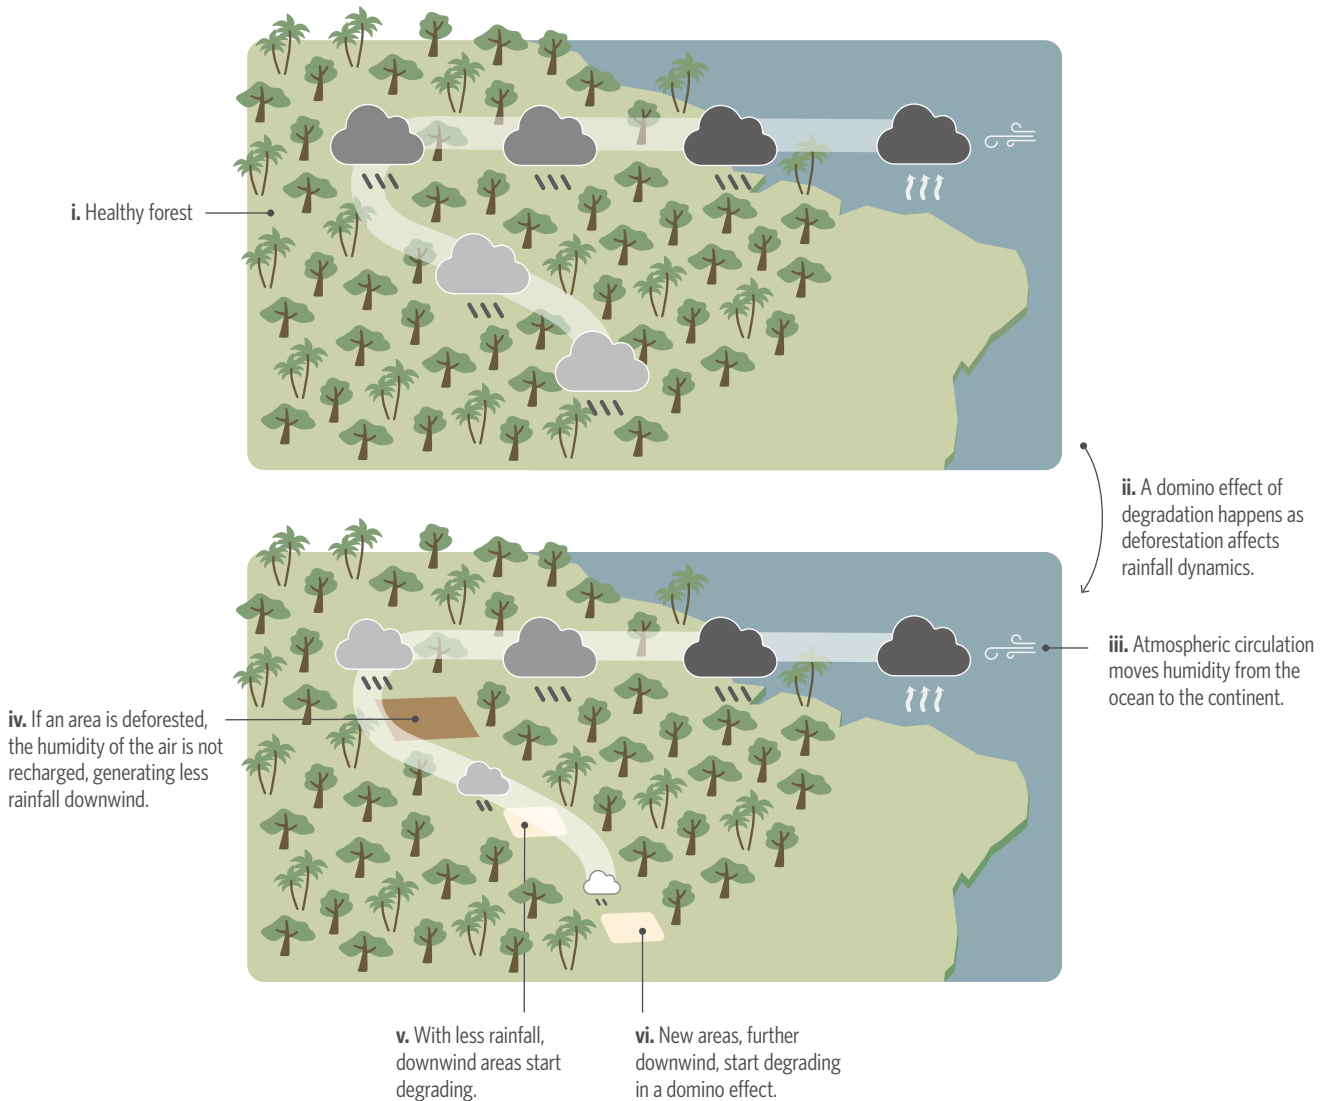 i. Healthy forest
ii. A domino effect of
degradation happens as
deforestation affects
rainfall dynamics.
iii. Atmospheric circulation
moves humidity from the
ocean to the continent.
iv. If an area is deforested,
the humidity of the air is not
recharged, generating less
rainfall downwind.
v. With less rainfall,
downwind areas start
degrading.
vi. New areas, further
downwind, start degrading
in a domino effect.